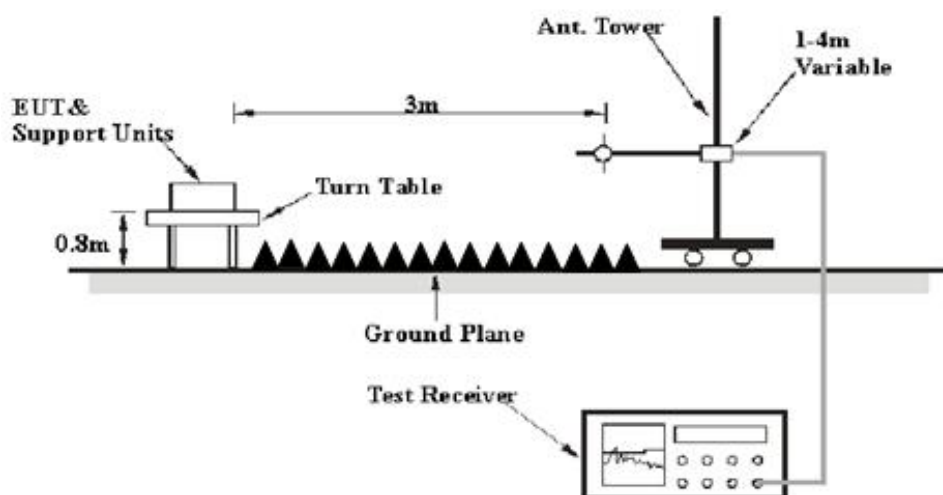 Ant. Tower
1-4m
Variable
EUT&
Support Units
3m
Turn Table
0.8m
Ground Plane
Test Receiver